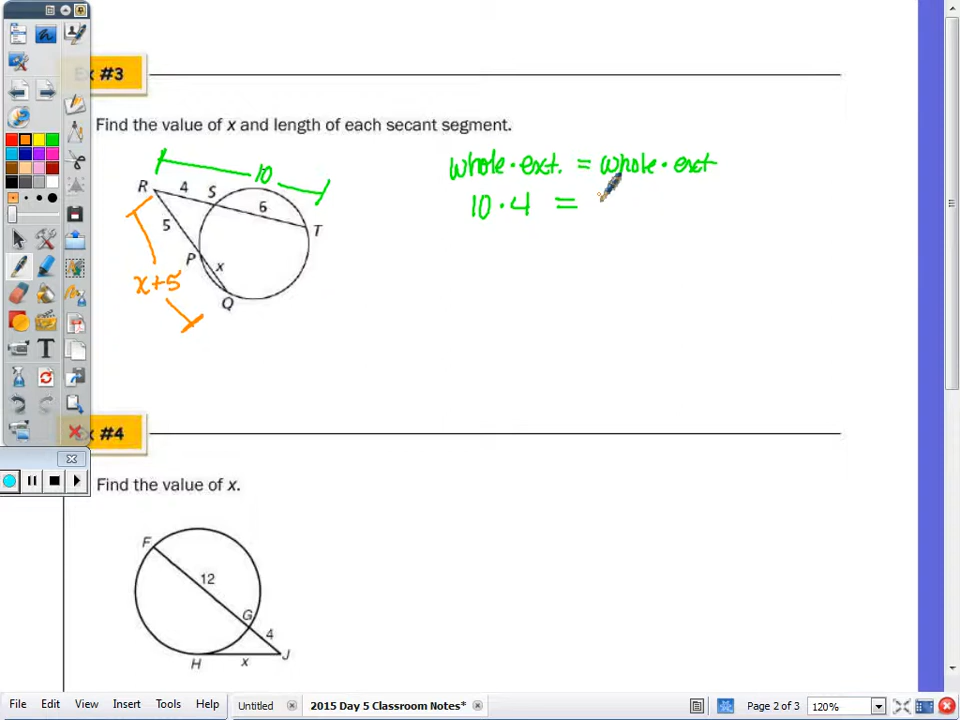 Ex #3
Find the value of x and length of each secant segment.
whole · ext. = whole · ext
10 · 4 =
10
R
4
S
6
T
5
P
x
Q
x+5
Ex #4
Find the value of x.
F
12
G
4
H
x
J
File Edit View Insert Format Tools Help
Untitled
2015 Day 5 Classroom Notes*
Page 2 of 3
120%